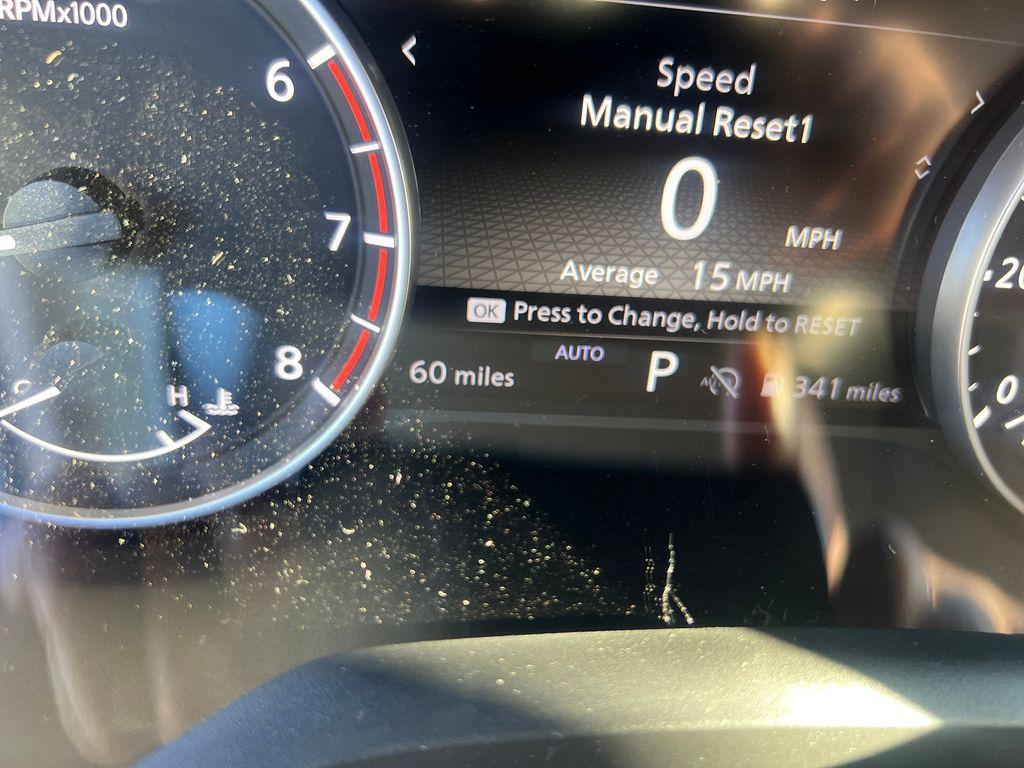 RPMx1000
6
7
8
C H
Speed
Manual Reset1
0 MPH
Average 15 MPH
OK Press to Change, Hold to RESET
AUTO
60 miles P 341 miles
0